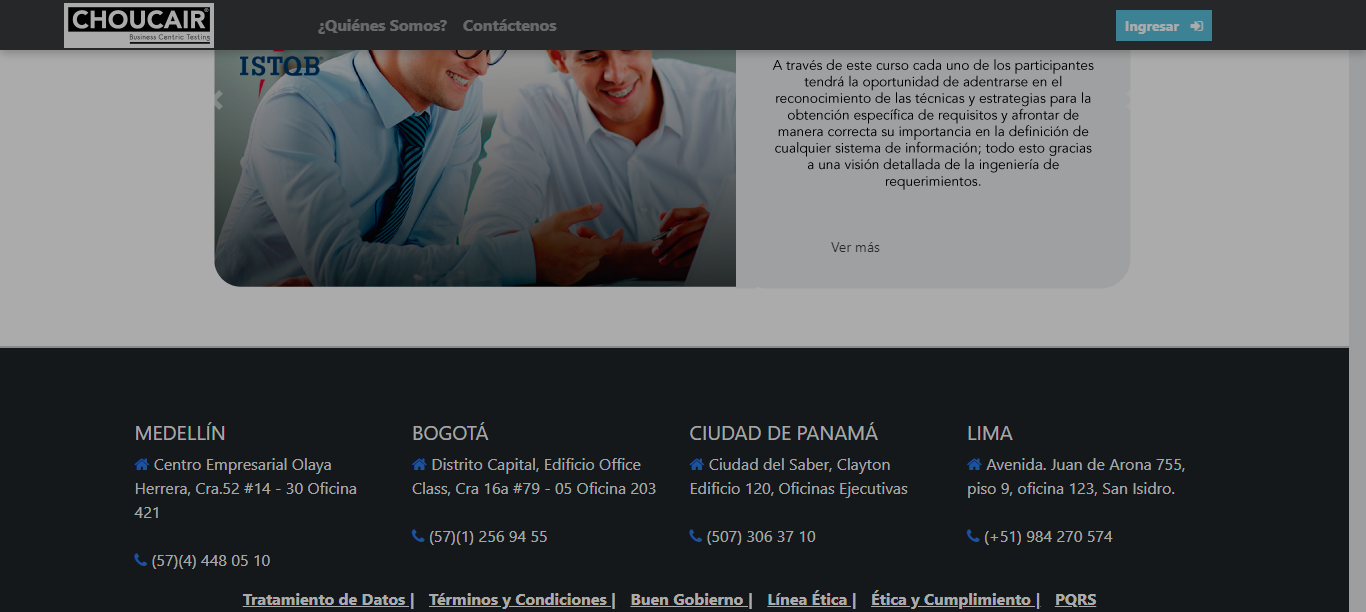 CHOUCAIR
Business Centric Testing
¿Quiénes Somos? Contáctenos
Ingresar
ISTQB
A través de este curso cada uno de los participantes
tendrá la oportunidad de adentrarse en el
reconocimiento de las técnicas y estrategias para la
obtención específica de requisitos y afrontar de
manera correcta su importancia en la definición de
cualquier sistema de información; todo esto gracias
a una visión detallada de la ingeniería de
requerimientos.
Ver más
MEDELLÍN
Centro Empresarial Olaya
Herrera, Cra.52 #14 - 30 Oficina
421
(57)(4) 448 05 10
BOGOTÁ
Distrito Capital, Edificio Office
Class, Cra 16a #79 - 05 Oficina 203
(57)(1) 256 94 55
CIUDAD DE PANAMÁ
Ciudad del Saber, Clayton
Edificio 120, Oficinas Ejecutivas
(507) 306 37 10
LIMA
Avenida. Juan de Arona 755,
piso 9, oficina 123, San Isidro.
(+51) 984 270 574
Tratamiento de Datos | Términos y Condiciones | Buen Gobierno | Línea Ética | Ética y Cumplimiento | PQRS